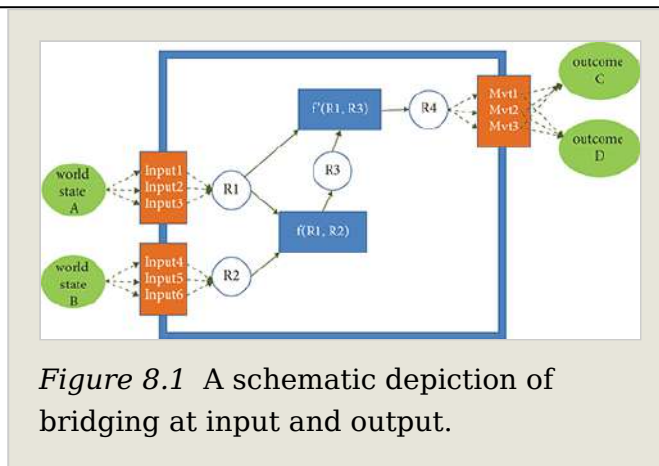 outcome
C
f'(R1, R3)
R4
Mvt1
Mvt2
Mvt3
outcome
D
Input1
Input2
Input3
R1
R3
world
state
A
f(R1, R2)
Input4
Input5
Input6
R2
world
state
B
Figure 8.1 A schematic depiction of
bridging at input and output.